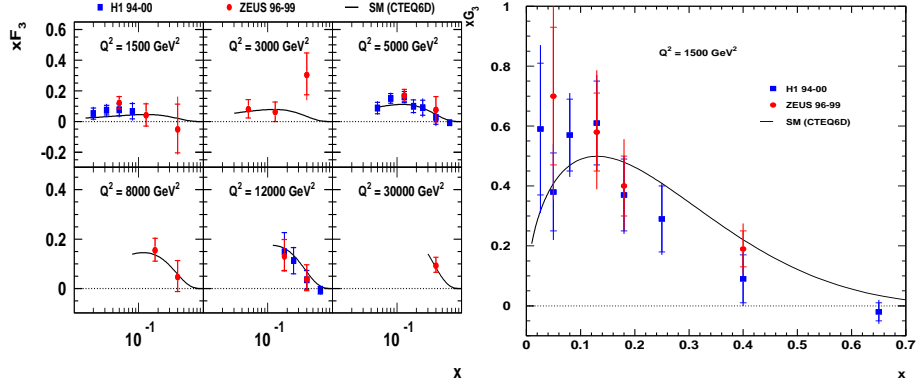 H1 94-00 ZEUS 96-99 SM (CTEQ6D)
xF3
Q2 = 1500 GeV2 Q2 = 3000 GeV2 Q2 = 5000 GeV2
0.6
0.4
0.2
0
-0.2
Q2 = 8000 GeV2 Q2 = 12000 GeV2 Q2 = 30000 GeV2
0.4
0.2
0
10-1 10-1 10-1
x
xG3
1
0.8
0.6
0.4
0.2
0
Q2 = 1500 GeV2
H1 94-00
ZEUS 96-99
SM (CTEQ6D)
0 0.1 0.2 0.3 0.4 0.5 0.6 0.7
x